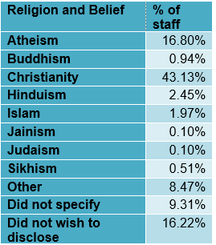 Religion and Belief % of
staff
Atheism 16.80%
Buddhism 0.94%
Christianity 43.13%
Hinduism 2.45%
Islam 1.97%
Jainism 0.10%
Judaism 0.10%
Sikhism 0.51%
Other 8.47%
Did not specify 9.31%
Did not wish to 16.22%
disclose